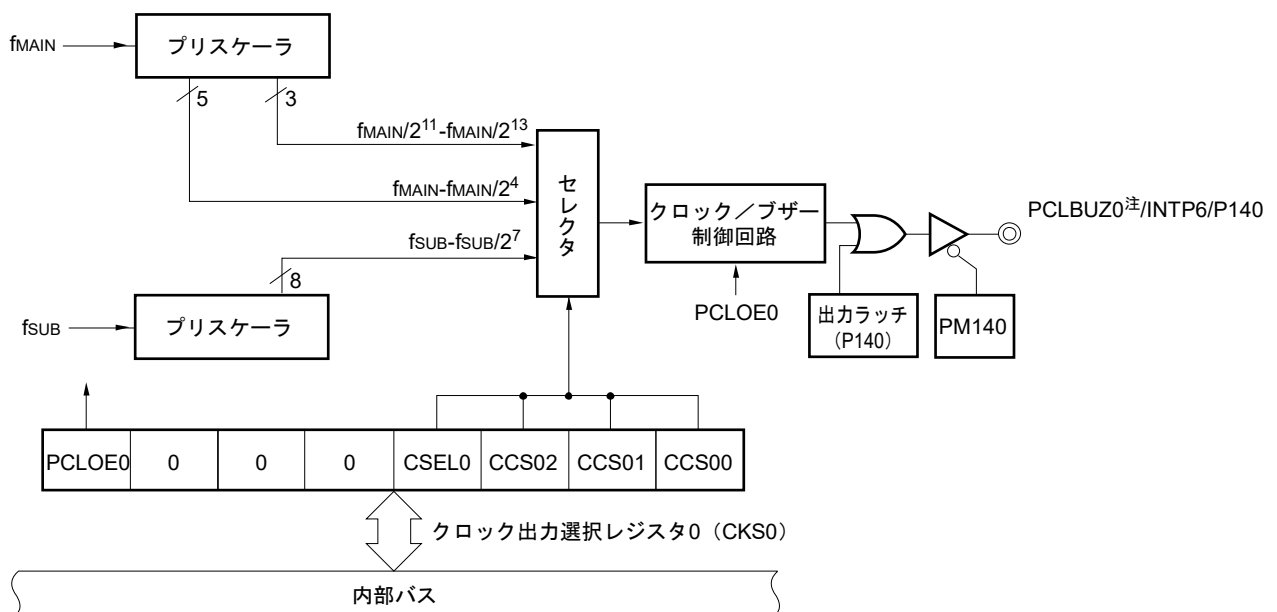 fMAIN
プリスケーラ
5
3
fMAIN/2¹¹-fMAIN/2¹³
fMAIN-fMAIN/2⁴
fSUB-fSUB/2⁷
8
fSUB
プリスケーラ
セレクタ
クロック／ブザー
制御回路
PCLOE0
出力ラッチ
（P140）
PM140
PCLBUZ0注/INTP6/P140
PCLOE0 0 0 0 CSEL0 CCS02 CCS01 CCS00
クロック出力選択レジスタ0（CKS0）
内部バス